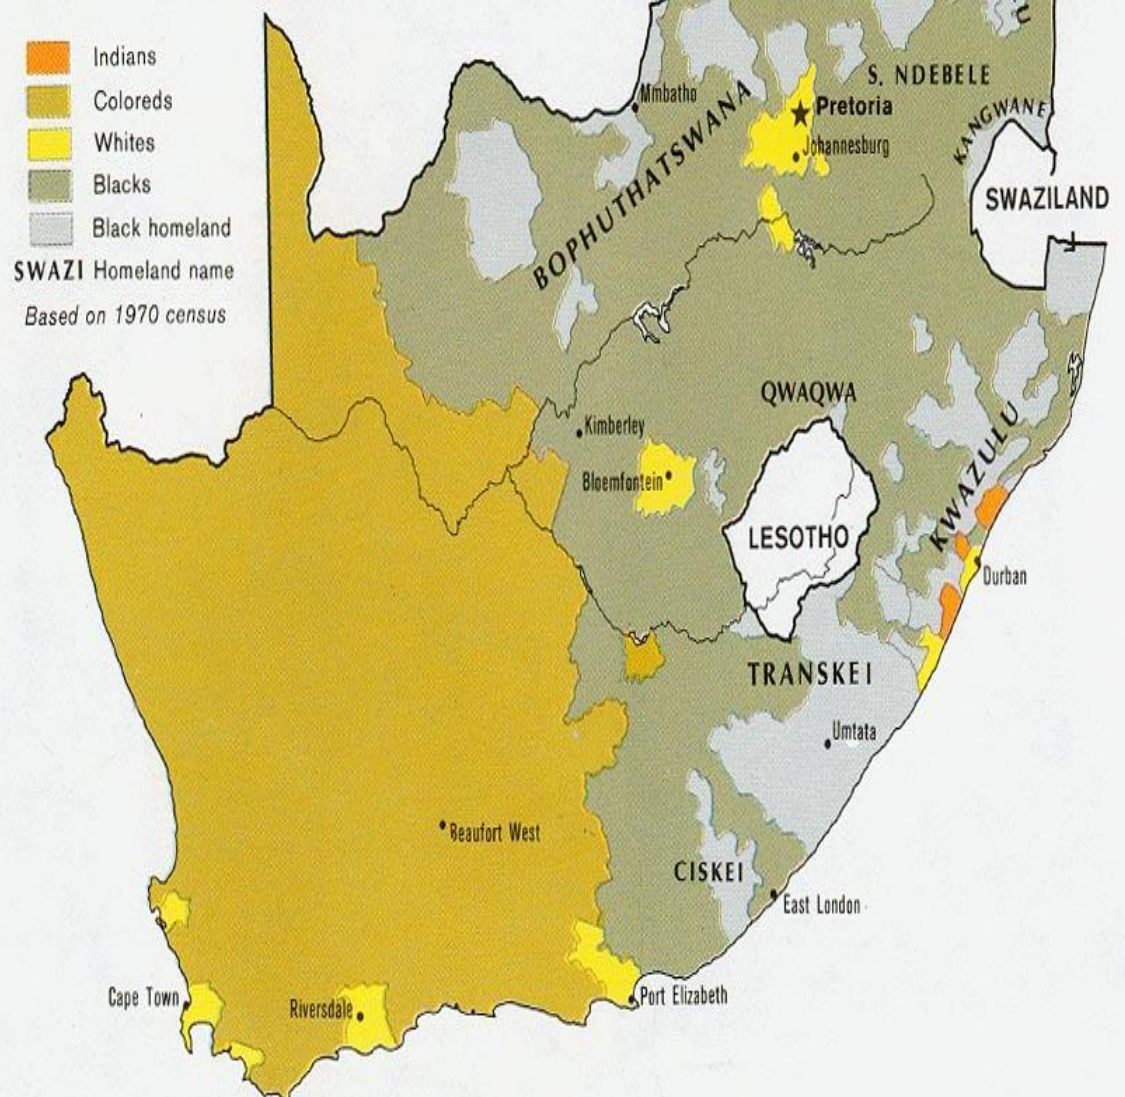 Indians
Coloreds
Whites
Blacks
Black homeland
SWAZI Homeland name
Based on 1970 census
S. NDEBELE
Mmbatho
Pretoria
KANGWANE
BOPHUTHATSWANA
Johannesburg
SWAZILAND
QWAQWA
Kimberley
KWAZULU
Bloemfontein
LESOTHO
Durban
TRANSKEI
Umtata
Beaufort West
CISKEI
East London
Cape Town
Riversdale
Port Elizabeth